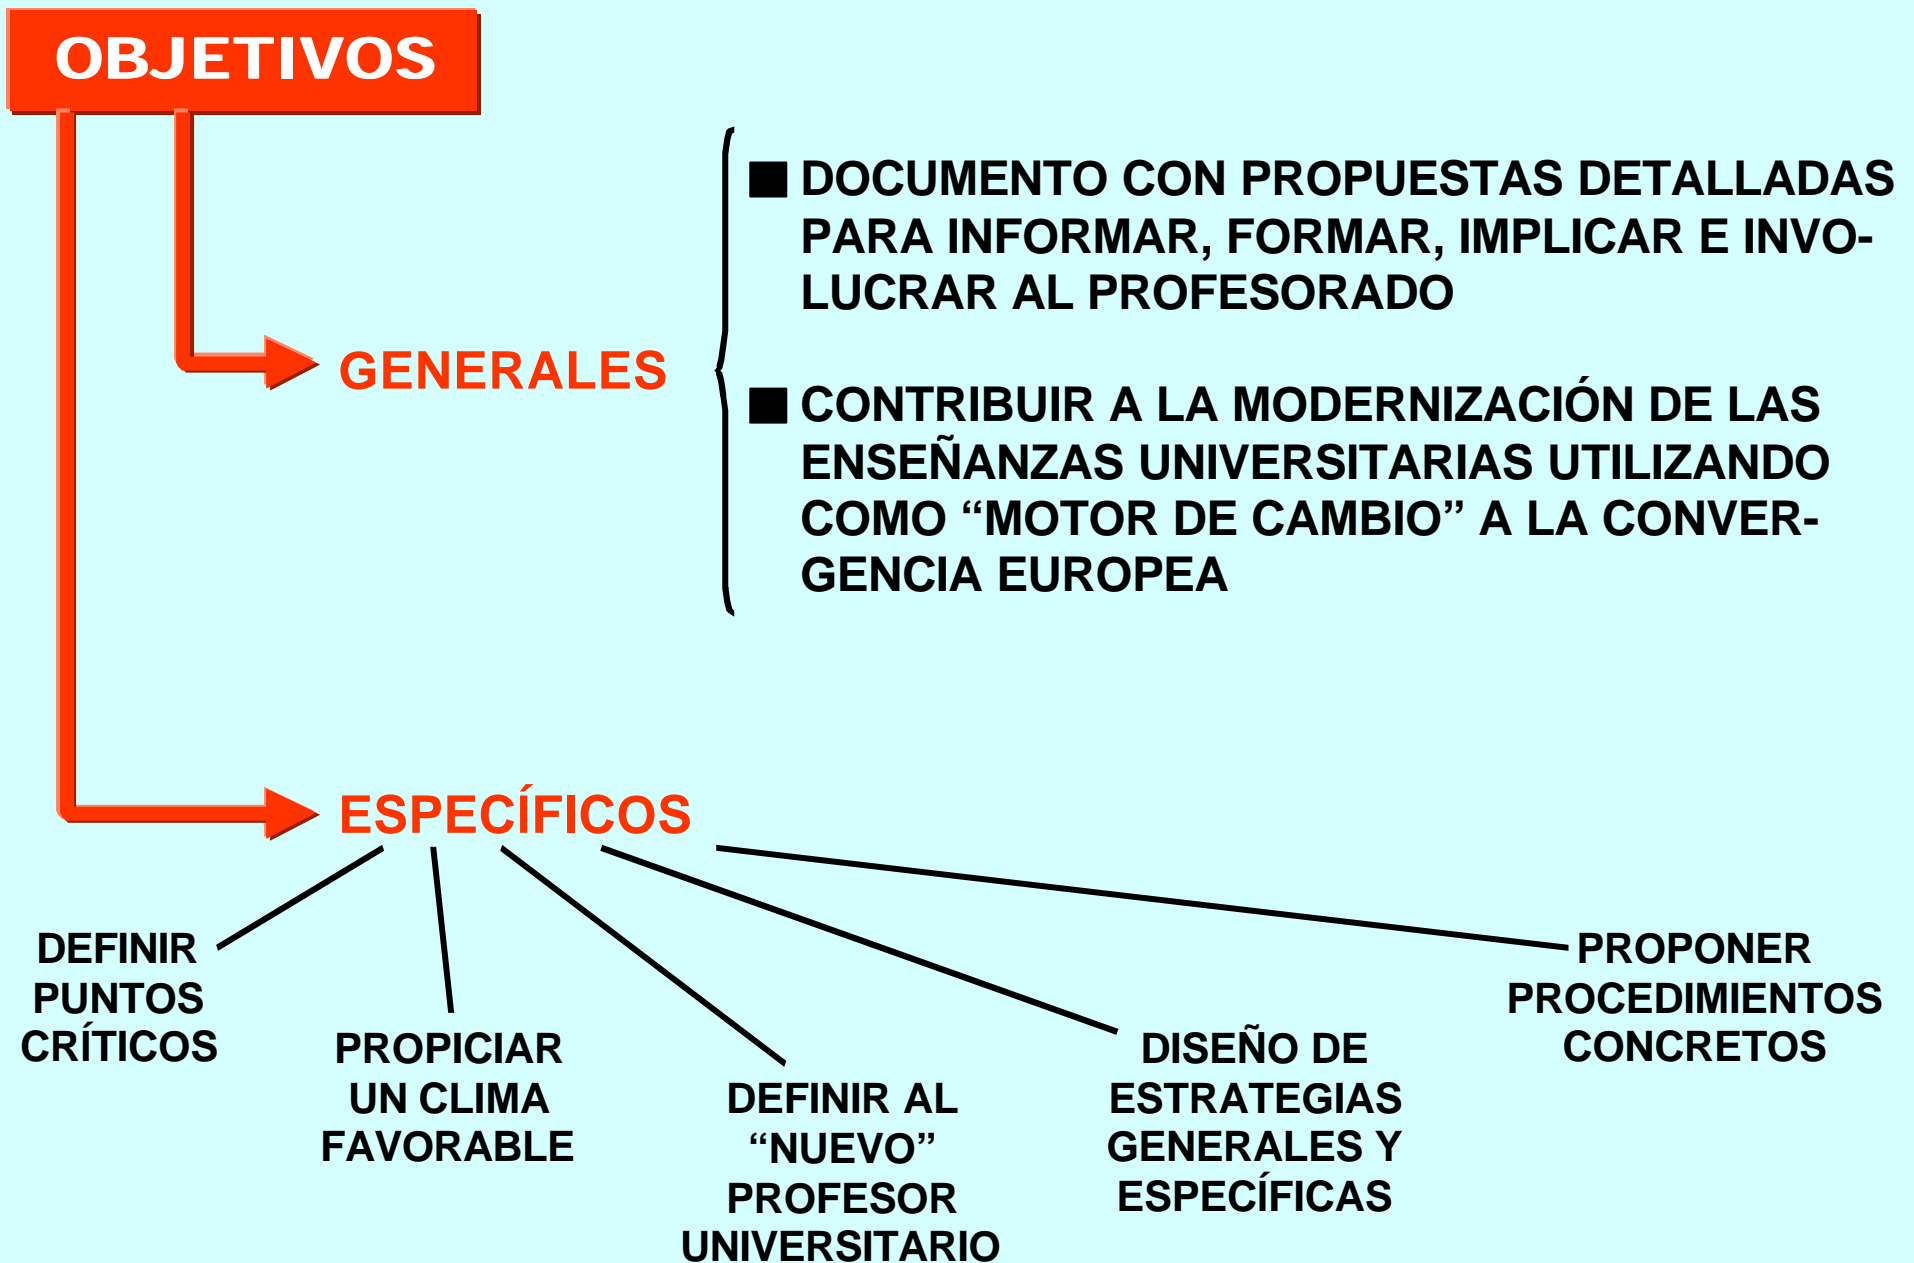 OBJETIVOS
■ DOCUMENTO CON PROPUESTAS DETALLADAS
PARA INFORMAR, FORMAR, IMPLICAR E INVO-
LUCRAR AL PROFESORADO
GENERALES
■ CONTRIBUIR A LA MODERNIZACIÓN DE LAS
ENSEÑANZAS UNIVERSITARIAS UTILIZANDO
COMO “MOTOR DE CAMBIO” A LA CONVER-
GENCIA EUROPEA
ESPECÍFICOS
DEFINIR
PUNTOS
CRÍTICOS
PROPICIAR
UN CLIMA
FAVORABLE
DEFINIR AL
“NUEVO”
PROFESOR
UNIVERSITARIO
DISEÑO DE
ESTRATEGIAS
GENERALES Y
ESPECÍFICAS
PROPONER
PROCEDIMIENTOS
CONCRETOS